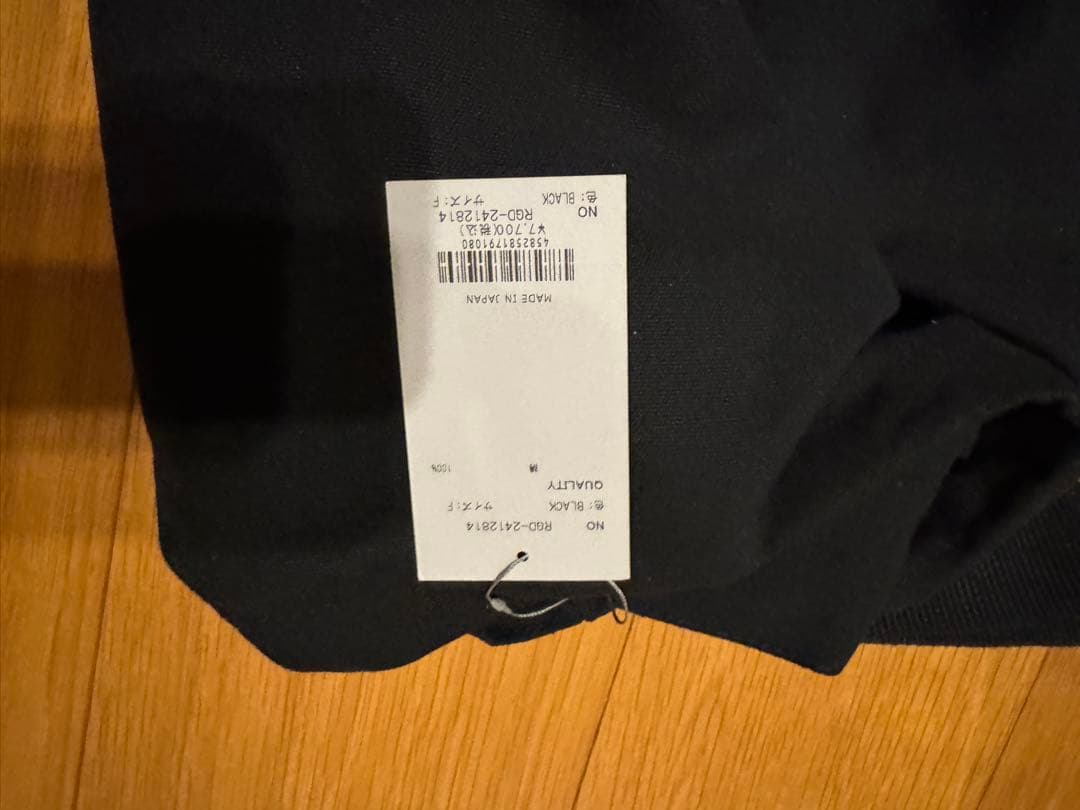 NO RGD-2412814
色: BLACK サイズ:F
QUALITY
綿 100%
MADE IN JAPAN
4582581791080
¥7,700(税込)
NO RGD-2412814
色: BLACK サイズ:F